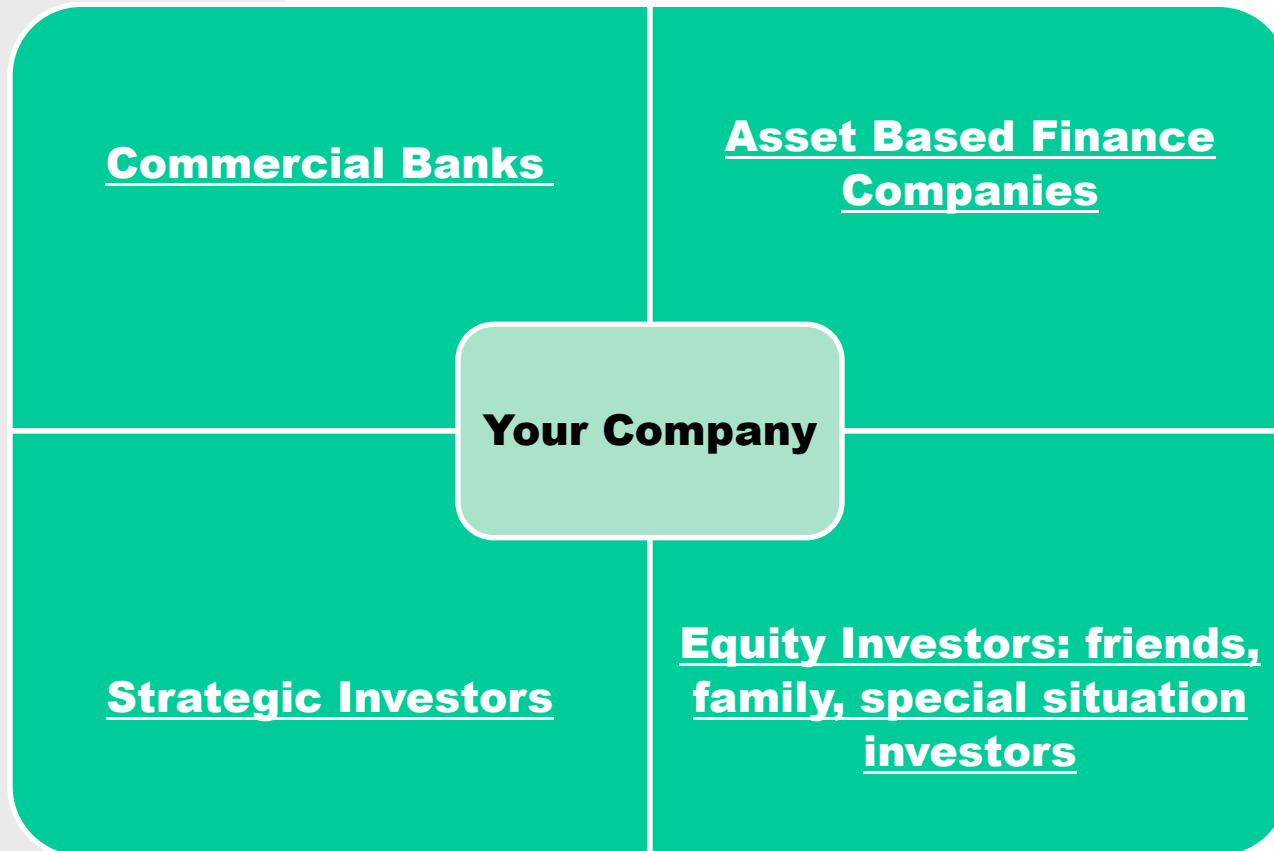 Commercial Banks
Asset Based Finance
Companies
Your Company
Strategic Investors
Equity Investors: friends,
family, special situation
investors